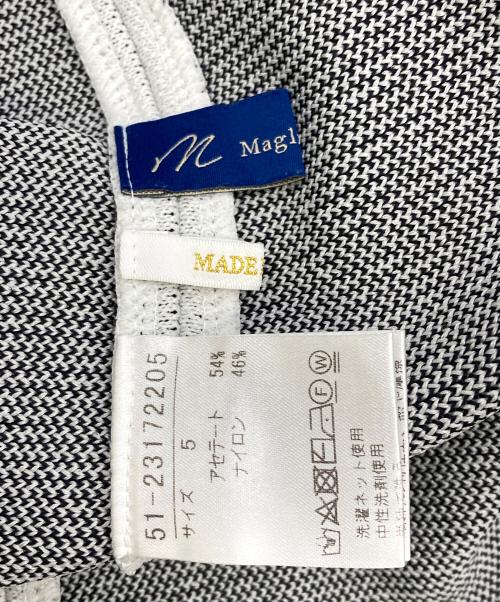 M
Magl
MADE
51-23172205
サイズ 5
アセテート 54%
ナイロン 46%
洗濯ネット使用
中性洗剤使用